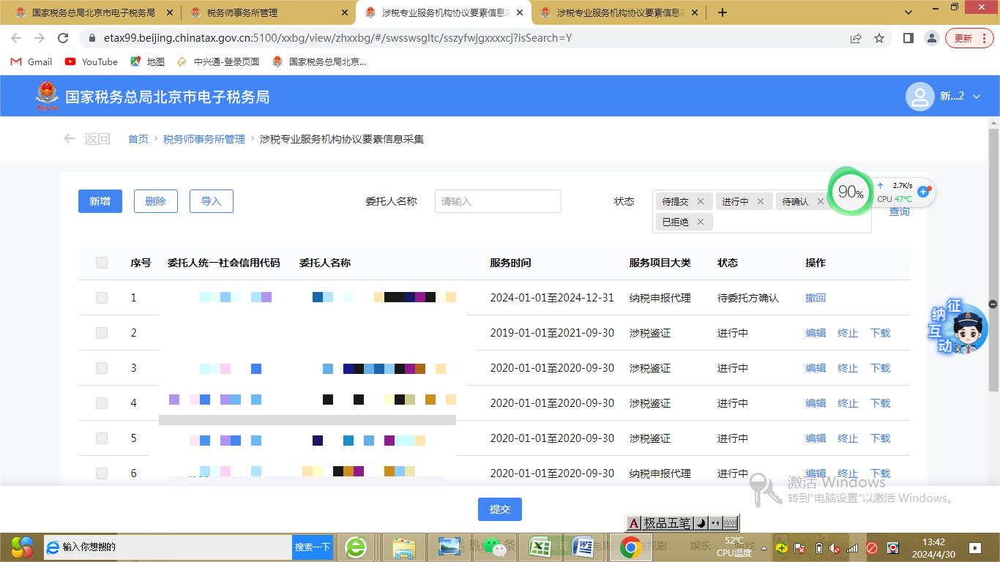 国家税务总局北京市电子税务局
税务师事务所管理
涉税专业服务机构协议要素信息采
涉税专业服务机构协议要素信息采
etax99.beijing.chinatax.gov.cn:5100/xxbg/view/zhxxbg/#/swsswsgltc/sszyfwjgxxxxcj?isSearch=Y
更新
Gmail
YouTube
地图
中兴通-登录页面
国家税务总局北京...
国家税务总局北京市电子税务局
新...2
返回
首页 > 税务师事务所管理 > 涉税专业服务机构协议要素信息采集
新增
删除
导入
委托人名称
请输入
状态
待提交
进行中
待确认
已拒绝
90%
2.7K/s
CPU 47℃
查询
序号 委托人统一社会信用代码 委托人名称 服务时间 服务项目大类 状态 操作
1 2024-01-01至2024-12-31 纳税申报代理 待委托方确认 撤回
2 2019-01-01至2021-09-30 涉税鉴证 进行中 编辑 终止 下载
3 2020-01-01至2020-09-30 涉税鉴证 进行中 编辑 终止 下载
4 2020-01-01至2020-09-30 涉税鉴证 进行中 编辑 终止 下载
5 2020-01-01至2020-09-30 涉税鉴证 进行中 编辑 终止 下载
6 2020-01-01至2020-09-30 纳税申报代理 进行中 编辑 终止 下载
征纳互动
激活 Windows
转到"电脑设置"以激活 Windows。
提交
A 极品五笔
输入你想搜的
搜索一下
娱乐
52℃
CPU温度
13:42
2024/4/30